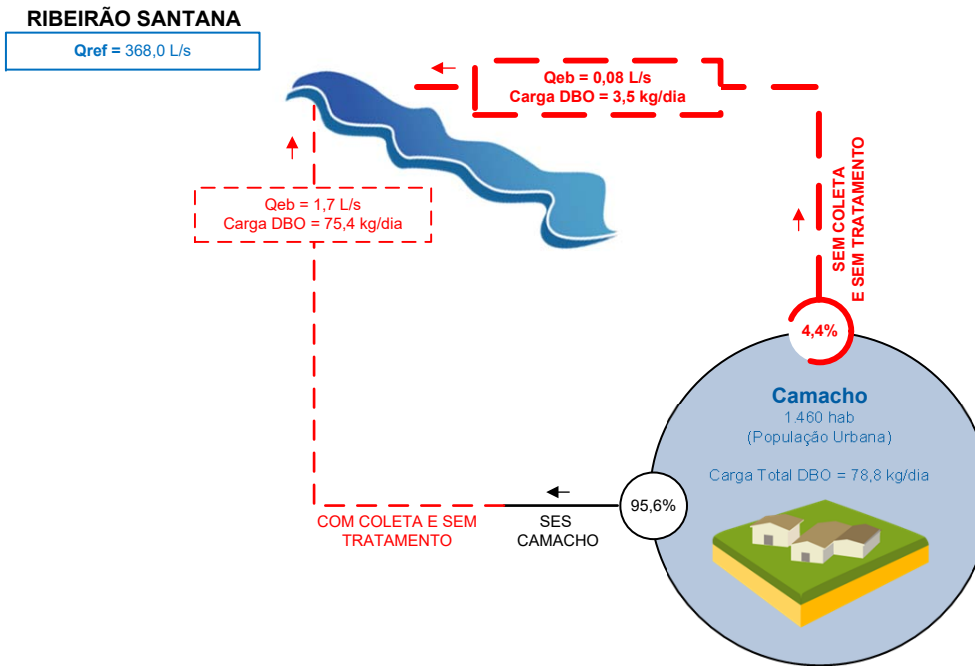 RIBEIRÃO SANTANA
Qref = 368,0 L/s
Qeb = 0,08 L/s
Carga DBO = 3,5 kg/dia
Qeb = 1,7 L/s
Carga DBO = 75,4 kg/dia
SEM COLETA
E SEM TRATAMENTO
4,4%
Camacho
1.460 hab
(População Urbana)
Carga Total DBO = 78,8 kg/dia
95,6%
COM COLETA E SEM
TRATAMENTO
SES
CAMACHO